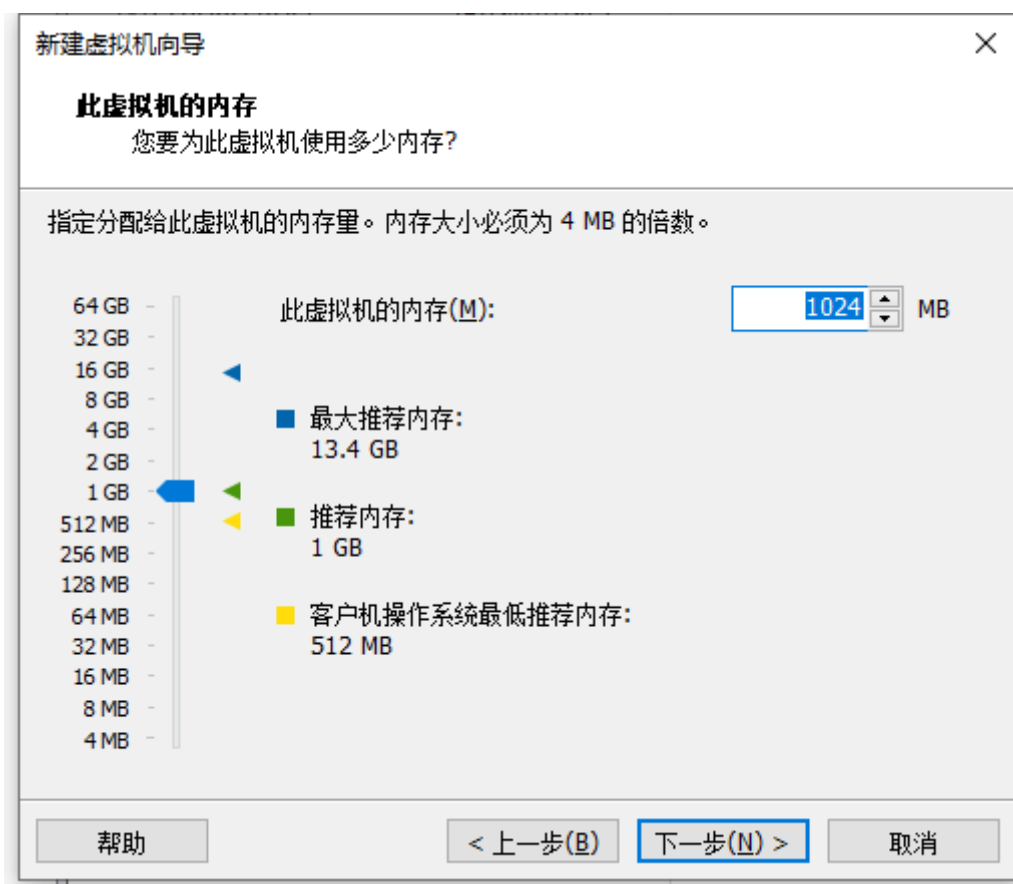 新建虚拟机向导
此虚拟机的内存
您要为此虚拟机使用多少内存?
指定分配给此虚拟机的内存量。内存大小必须为 4 MB 的倍数。
64 GB
32 GB
16 GB
8 GB
4 GB
2 GB
1 GB
512 MB
256 MB
128 MB
64 MB
32 MB
16 MB
8 MB
4 MB
此虚拟机的内存(M): 1024 MB
最大推荐内存:
13.4 GB
推荐内存:
1 GB
客户机操作系统最低推荐内存:
512 MB
帮助 < 上一步(B) 下一步(N) > 取消